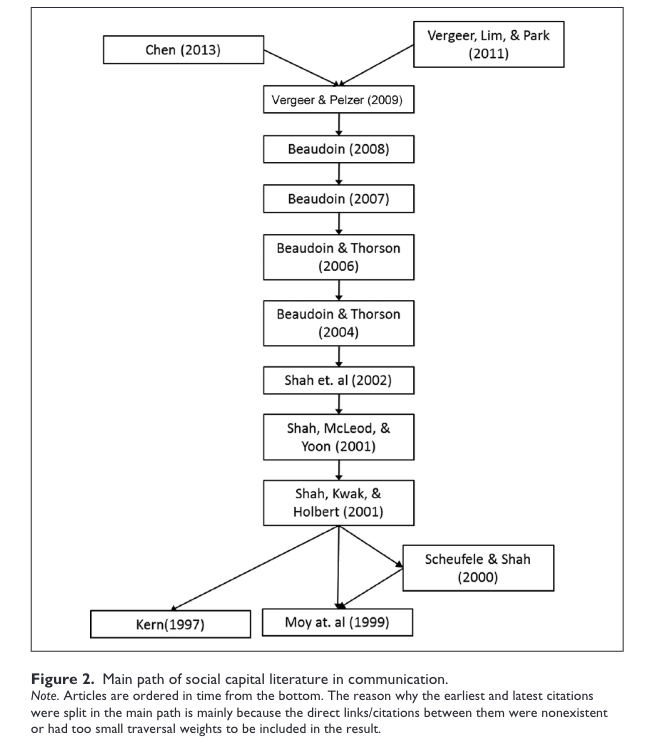 Chen (2013)
Vergeer, Lim, & Park
(2011)
Vergeer & Pelzer (2009)
Beaudoin (2008)
Beaudoin (2007)
Beaudoin & Thorson
(2006)
Beaudoin & Thorson
(2004)
Shah et. al (2002)
Shah, McLeod, &
Yoon (2001)
Shah, Kwak, &
Holbert (2001)
Scheufele & Shah
(2000)
Kern(1997)
Moy at. al (1999)
Figure 2. Main path of social capital literature in communication.
Note. Articles are ordered in time from the bottom. The reason why the earliest and latest citations
were split in the main path is mainly because the direct links/citations between them were nonexistent
or had too small traversal weights to be included in the result.